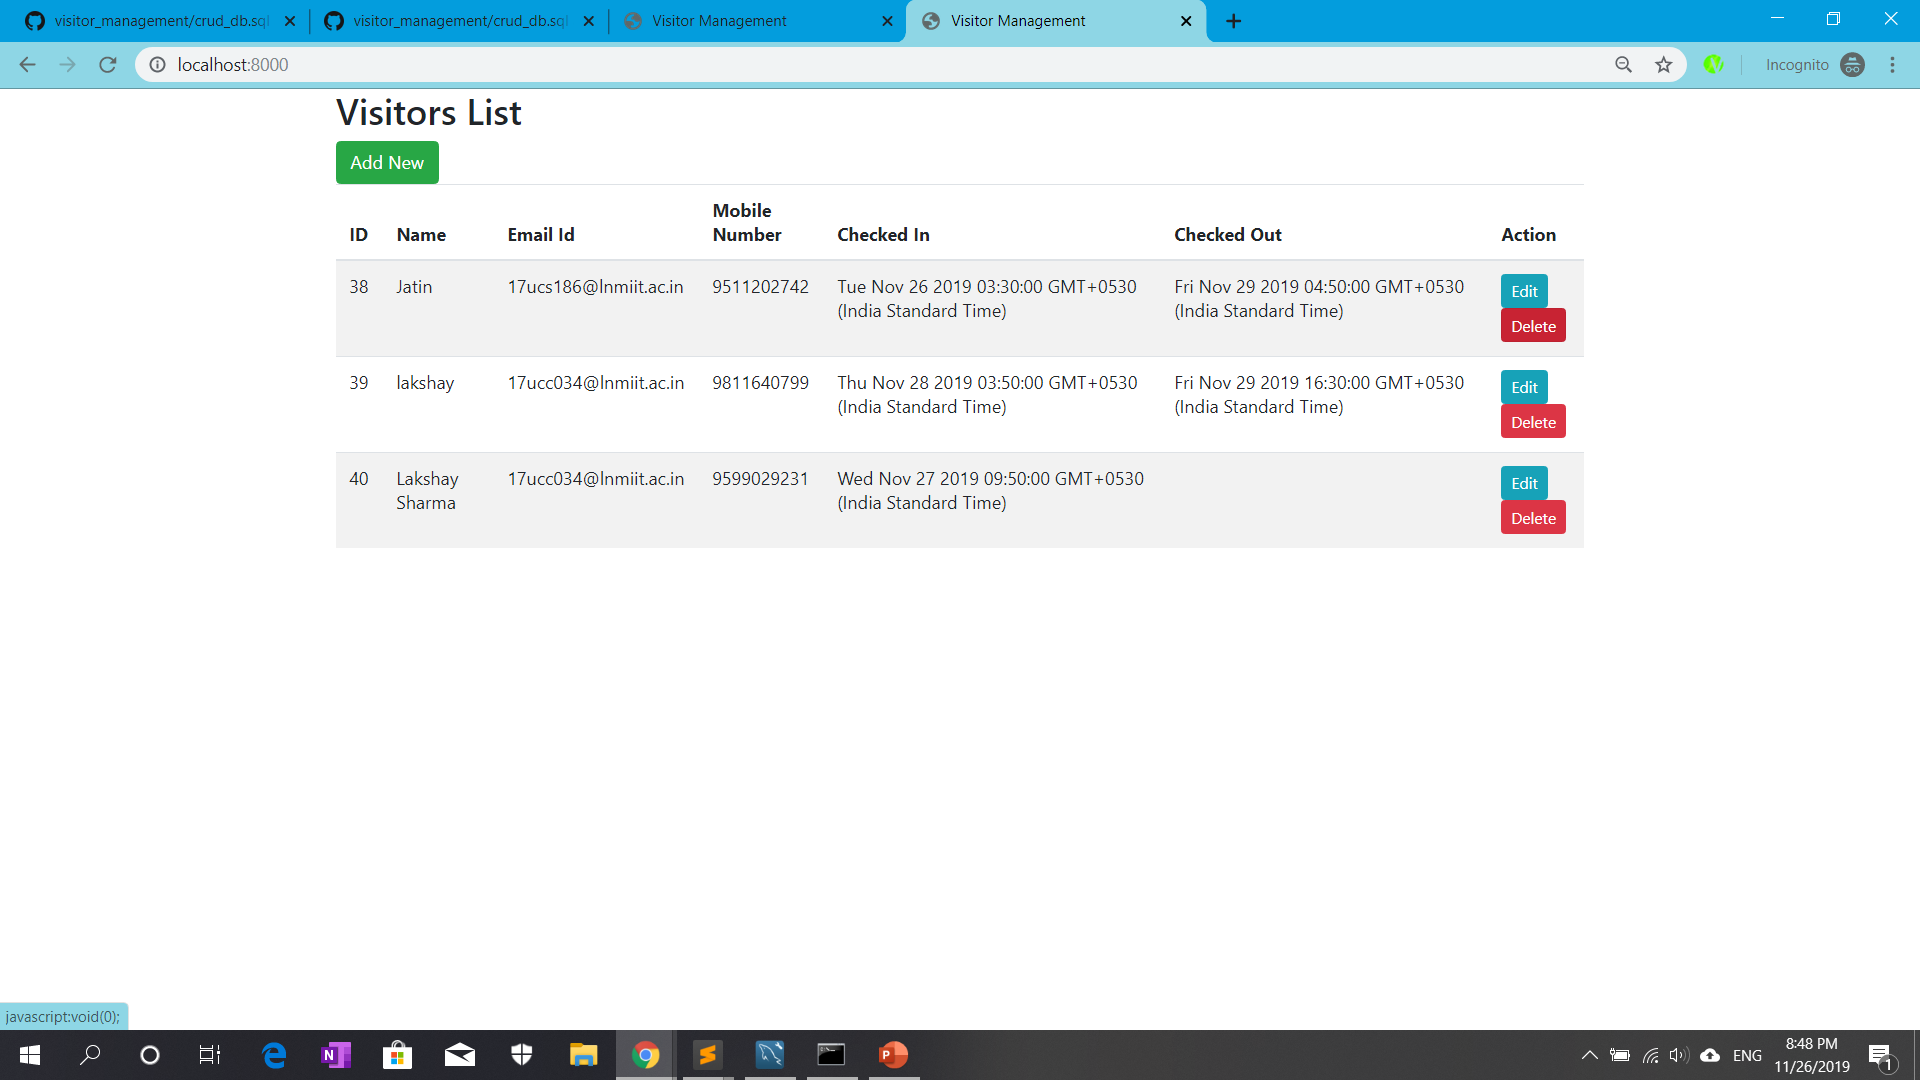 visitor_management/crud_db.sql
visitor_management/crud_db.sql
Visitor Management
Visitor Management
localhost:8000
Incognito
Visitors List
Add New
ID Name Email Id Mobile Number Checked In Checked Out Action
38 Jatin 17ucs186@lnmiit.ac.in 9511202742 Tue Nov 26 2019 03:30:00 GMT+0530 Fri Nov 29 2019 04:50:00 GMT+0530 Edit
(India Standard Time) (India Standard Time)
Delete
39 lakshay 17ucc034@lnmiit.ac.in 9811640799 Thu Nov 28 2019 03:50:00 GMT+0530 Fri Nov 29 2019 16:30:00 GMT+0530 Edit
(India Standard Time) (India Standard Time)
Delete
40 Lakshay 17ucc034@lnmiit.ac.in 9599029231 Wed Nov 27 2019 09:50:00 GMT+0530 Edit
Sharma (India Standard Time)
Delete
javascript:void(0);
N
P
ENG
8:48 PM
11/26/2019
1